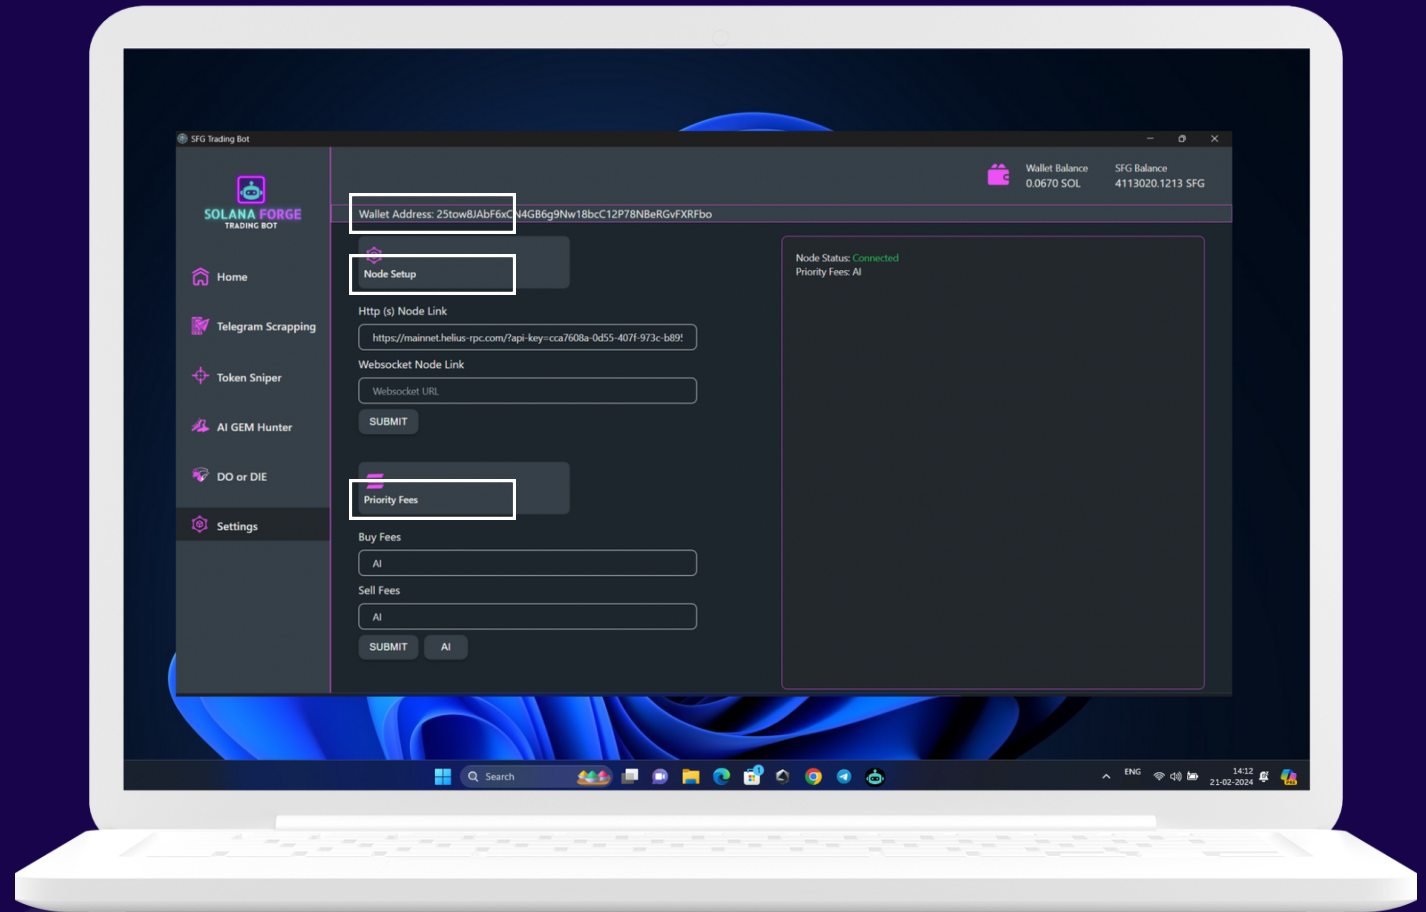 SFG Trading Bot
SOLANA FORGE
TRADING BOT
Home
Telegram Scrapping
Token Sniper
AI GEM Hunter
DO or DIE
Settings
Wallet Balance
0.0670 SOL
SFG Balance
4113020.1213 SFG
Wallet Address: 25tow8JAbF6xCN4GB6g9Nw18bcC12P78NBeRGvFXRFbo
Node Setup
Http (s) Node Link
https://mainnet.helius-rpc.com/?api-key=cca7608a-0d55-407f-973c-b895
Websocket Node Link
Websocket URL
SUBMIT
Priority Fees
Buy Fees
AI
Sell Fees
AI
SUBMIT
AI
Node Status: Connected
Priority Fees: AI
Search
1
ENG
14:12
21-02-2024